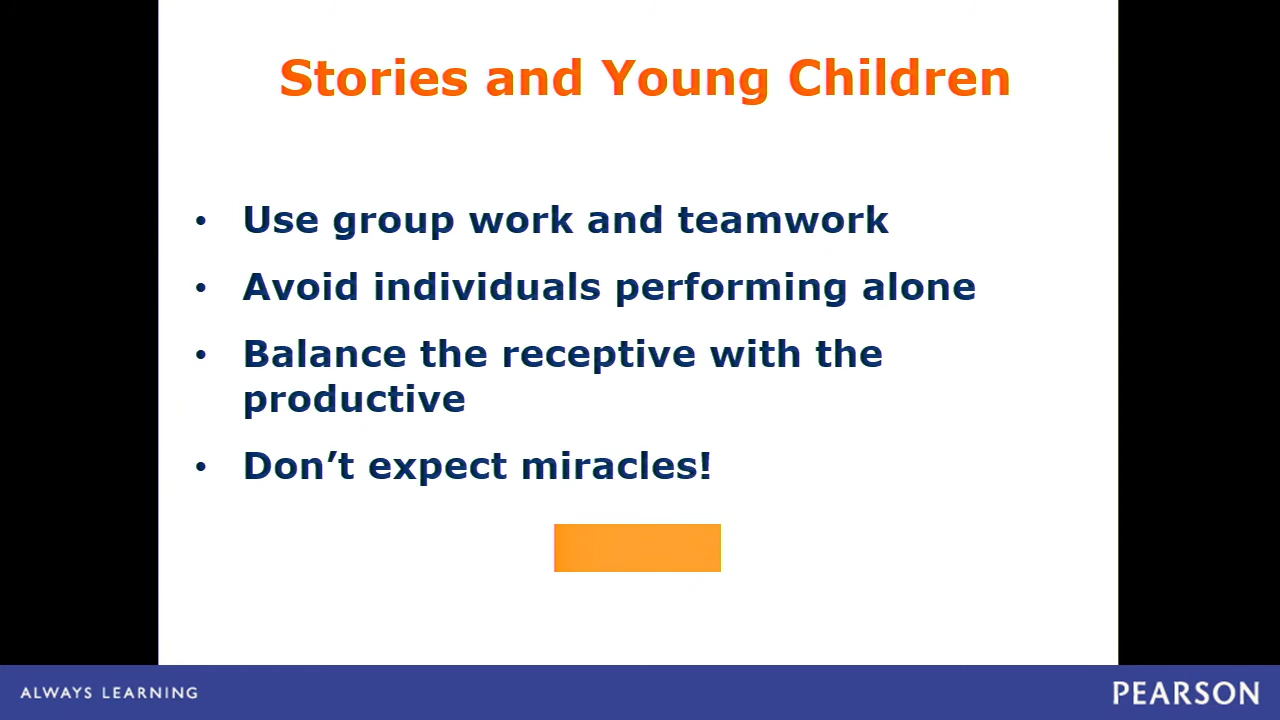 Stories and Young Children
• Use group work and teamwork
• Avoid individuals performing alone
• Balance the receptive with the
productive
• Don’t expect miracles!
ALWAYS LEARNING
PEARSON